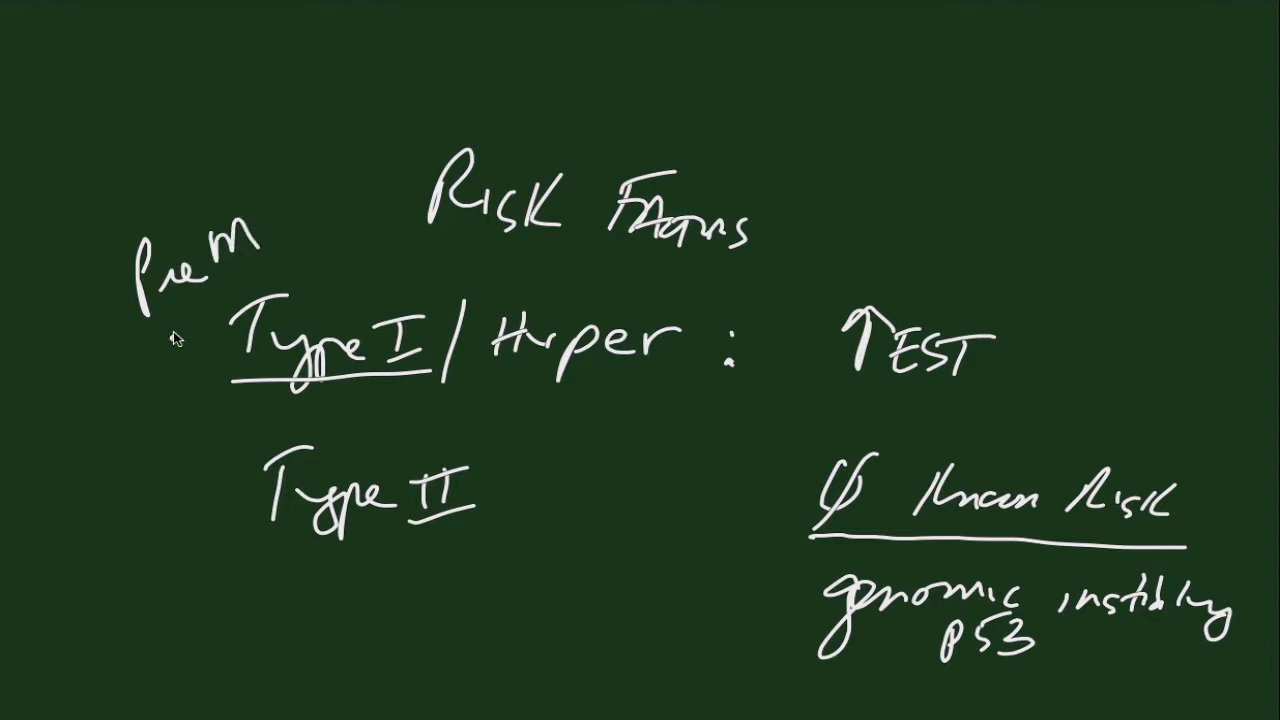 Risk Factors
Pre M
Type I / Hyper : ↑ EST
Type II
∅ Known Risk
genomic instability
p53